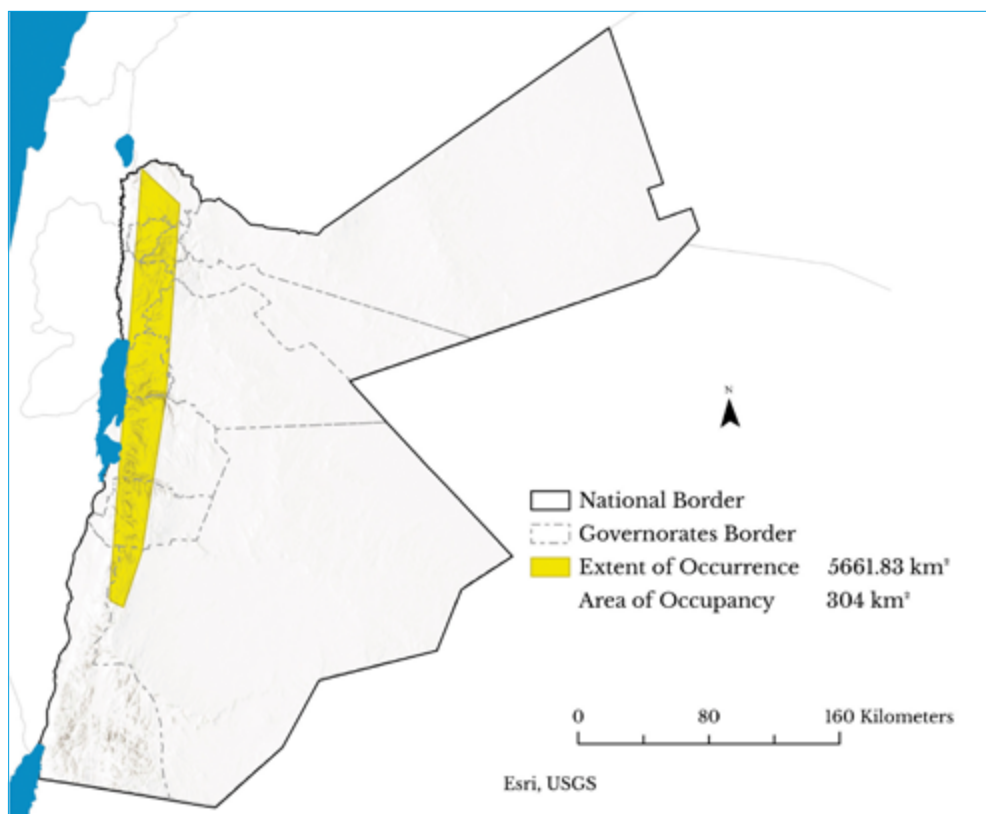 N
National Border
Governorates Border
Extent of Occurrence 5661.83 km²
Area of Occupancy 304 km²
0 80 160 Kilometers
Esri, USGS